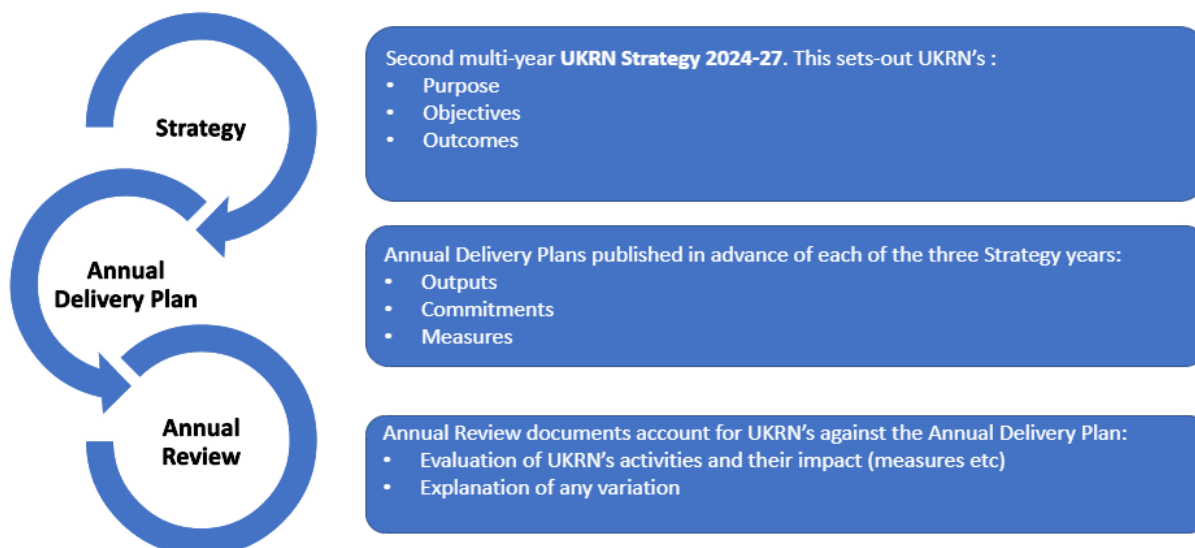 Strategy
Second multi-year UKRN Strategy 2024-27. This sets-out UKRN's :
• Purpose
• Objectives
• Outcomes
Annual
Delivery Plan
Annual Delivery Plans published in advance of each of the three Strategy years:
• Outputs
• Commitments
• Measures
Annual
Review
Annual Review documents account for UKRN's against the Annual Delivery Plan:
• Evaluation of UKRN's activities and their impact (measures etc)
• Explanation of any variation